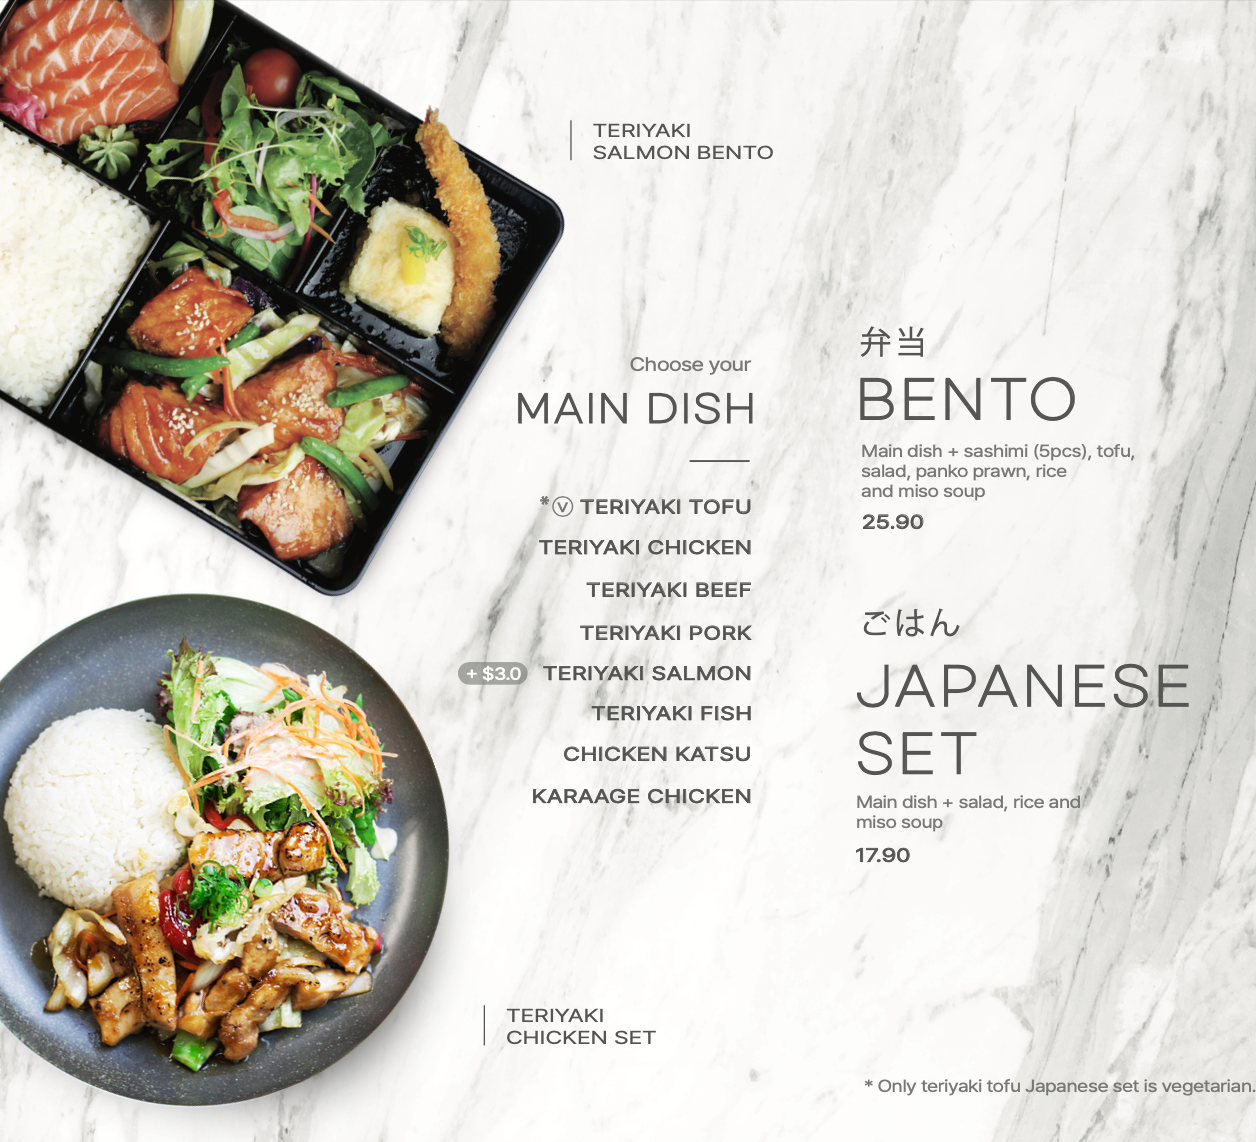 TERIYAKI
SALMON BENTO
Choose your
MAIN DISH
* Ⓥ TERIYAKI TOFU
TERIYAKI CHICKEN
TERIYAKI BEEF
TERIYAKI PORK
+ $3.0 TERIYAKI SALMON
TERIYAKI FISH
CHICKEN KATSU
KARAAGE CHICKEN
弁当
BENTO
Main dish + sashimi (5pcs), tofu,
salad, panko prawn, rice
and miso soup
25.90
ごはん
JAPANESE
SET
Main dish + salad, rice and
miso soup
17.90
TERIYAKI
CHICKEN SET
* Only teriyaki tofu Japanese set is vegetarian.